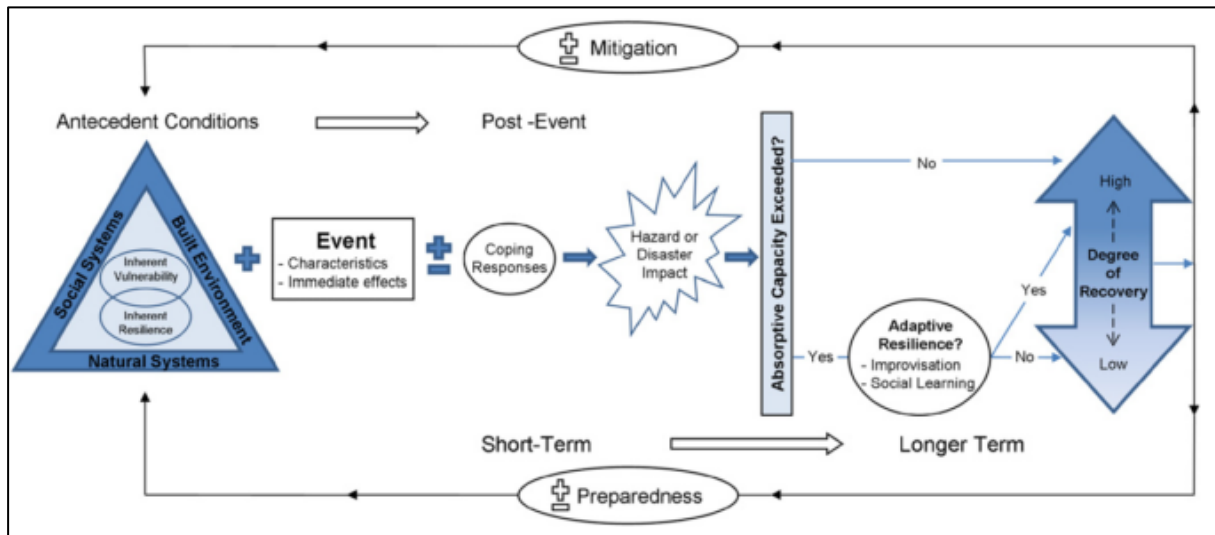 Mitigation
Antecedent Conditions
Post -Event
Social Systems
Built Environment
Natural Systems
Inherent
Vulnerability
Inherent
Resilience
Event
- Characteristics
- Immediate effects
Coping
Responses
Hazard or
Disaster
Impact
Absorptive Capacity Exceeded?
No
Yes
Adaptive
Resilience?
- Improvisation
- Social Learning
Yes
No
High
Degree of
Recovery
Low
Short-Term
Longer Term
Preparedness